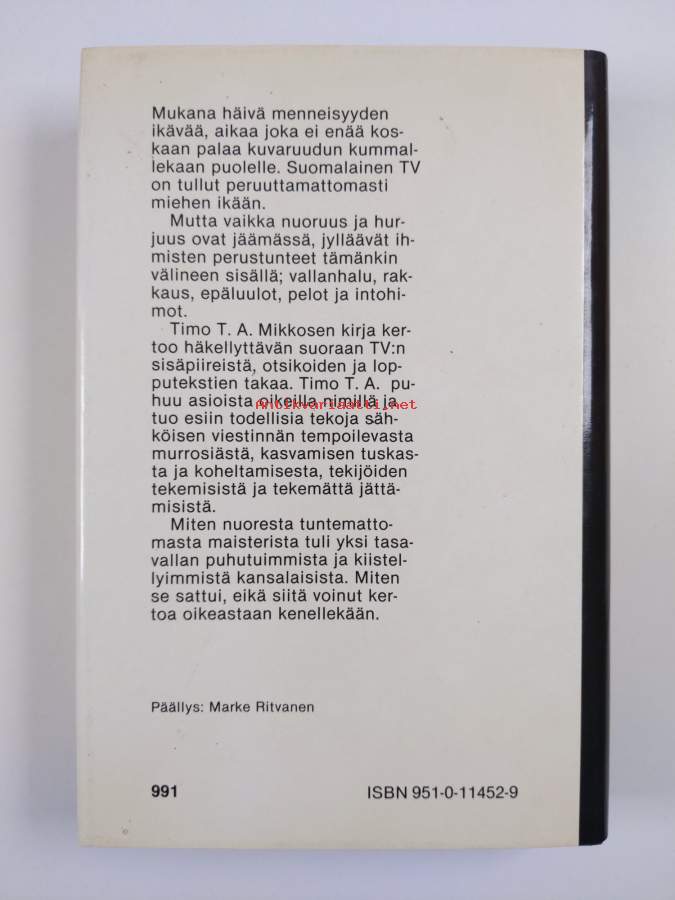 Mukana häivä menneisyyden
ikävää, aikaa joka ei enää kos-
kaan palaa kuvaruudun kummal-
lekaan puolelle. Suomalainen TV
on tullut peruuttamattomasti
miehen ikään.
Mutta vaikka nuoruus ja hur-
juus ovat jäämässä, jylläävät ih-
misten perustunteet tämänkin
välineen sisällä; vallanhalu, rak-
kaus, epäluulot, pelot ja intohi-
mot.
Timo T. A. Mikkosen kirja ker-
too häkellyttävän suoraan TV:n
sisäpiireistä, otsikoiden ja lop-
putekstien takaa. Timo T. A. pu-
huu asioista oikeilla nimillä ja
Antikvariaatti.net
tuo esiin todellisia tekoja säh-
köisen viestinnän tempoilevasta
murrosiästä, kasvamisen tuskas-
ta ja koheltamisesta, tekijöiden
tekemisistä ja tekemättä jättä-
misistä.
Miten nuoresta tuntematto-
masta maisterista tuli yksi tasa-
vallan puhutuimmista ja kiistel-
lyimmistä kansalaisista. Miten
se sattui, eikä siitä voinut ker-
toa oikeastaan kenellekään.
Päällys: Marke Ritvanen
991
ISBN 951-0-11452-9